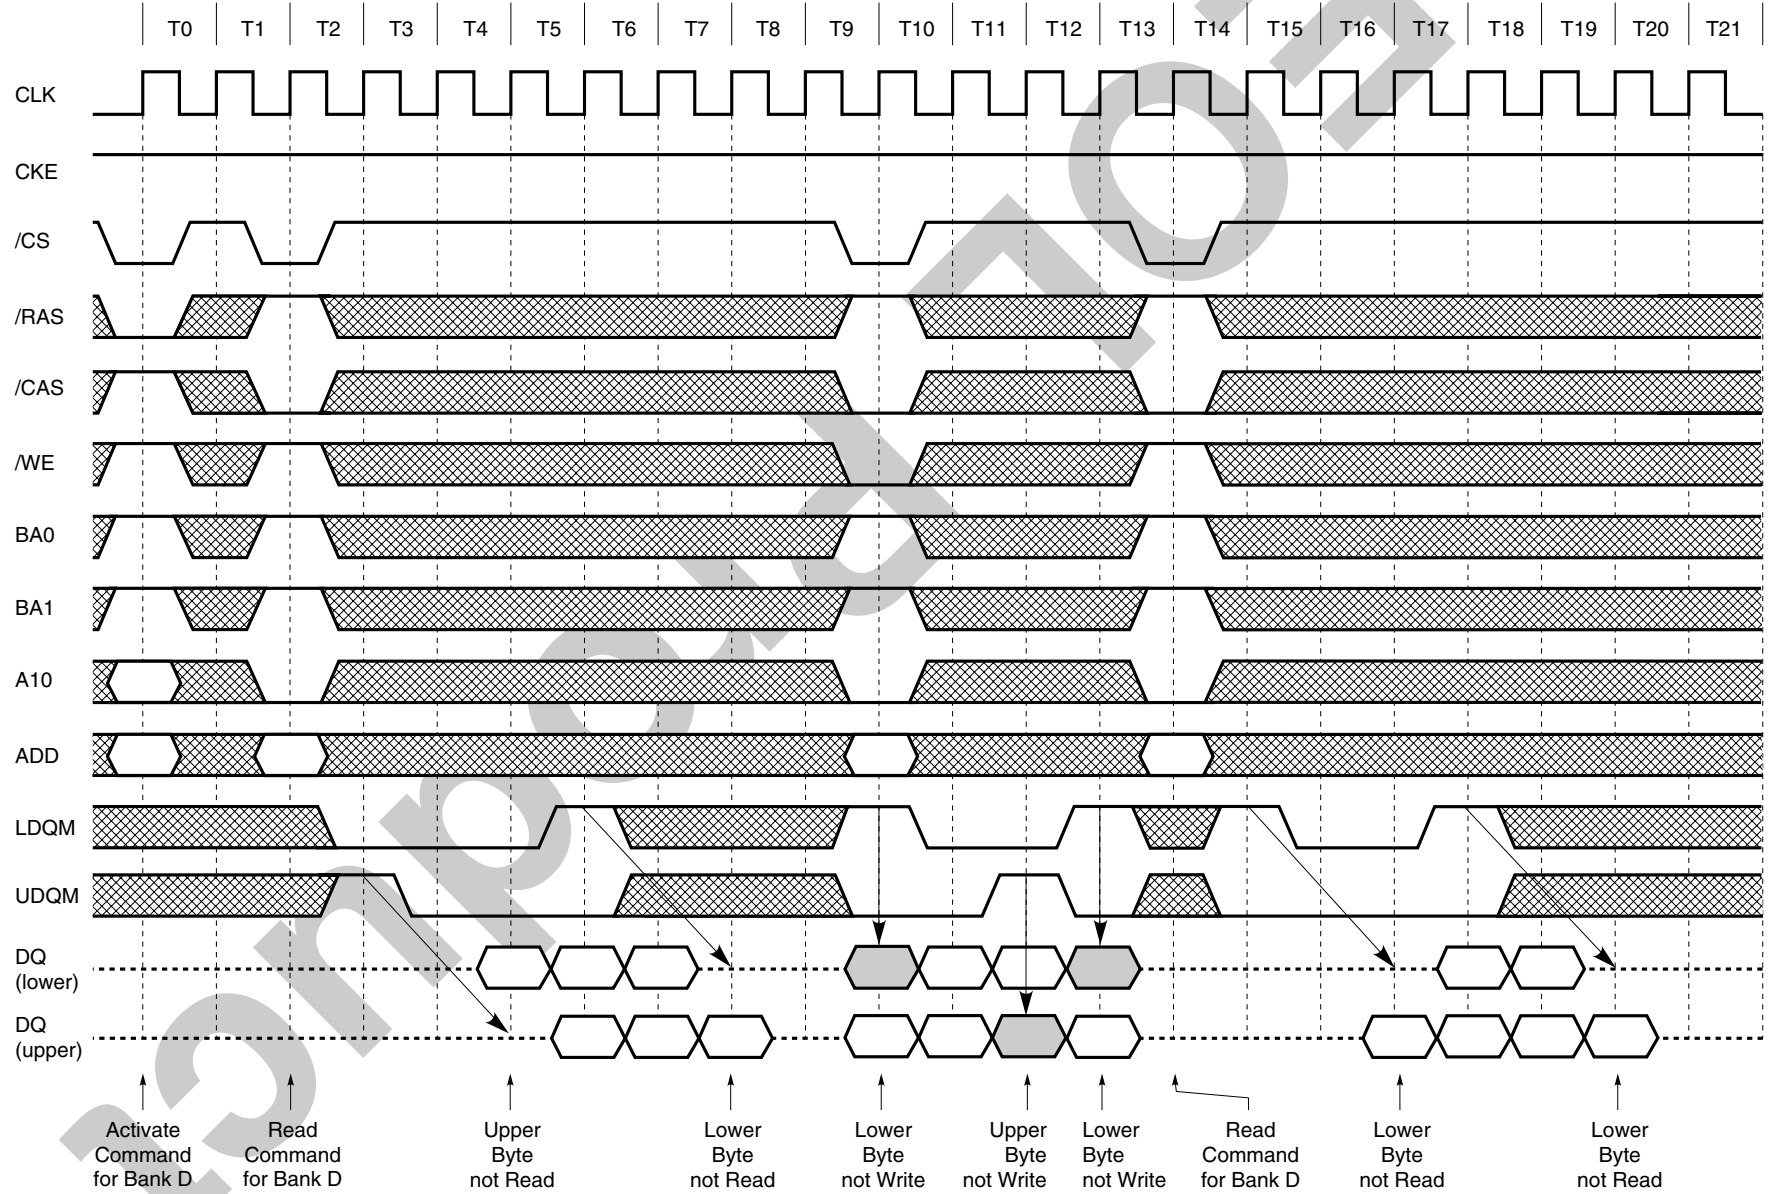 T0 T1 T2 T3 T4 T5 T6 T7 T8 T9 T10 T11 T12 T13 T14 T15 T16 T17 T18 T19 T20 T21
CLK
CKE
/CS
/RAS
/CAS
/WE
BA0
BA1
A10
ADD
LDQM
UDQM
DQ
(lower)
DQ
(upper)
Activate
Command
for Bank D
Read
Command
for Bank D
Upper
Byte
not Read
Lower
Byte
not Read
Lower
Byte
not Write
Upper
Byte
not Write
Lower
Byte
not Write
Read
Command
for Bank D
Lower
Byte
not Read
Lower
Byte
not Read
EOL Product